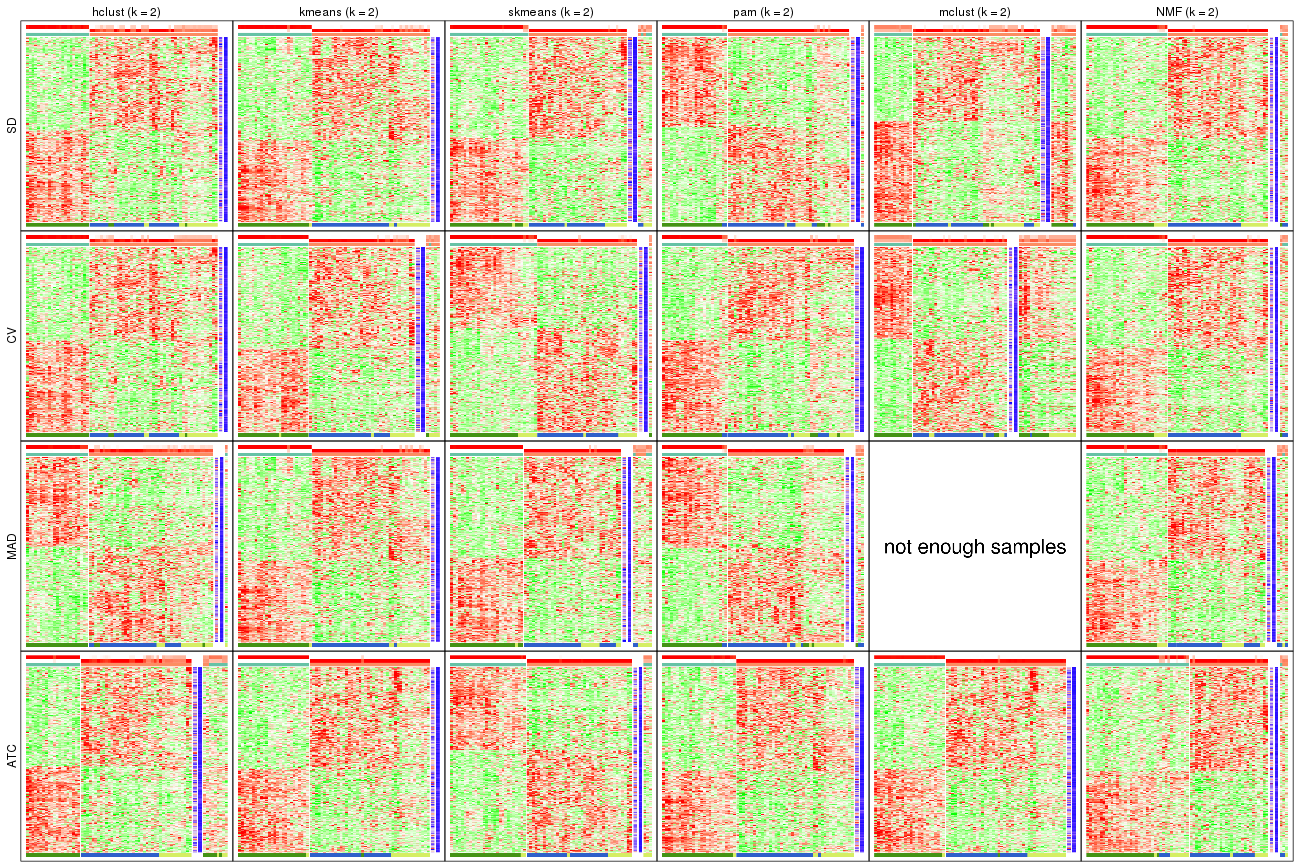 hclust (k = 2) kmeans (k = 2) skmeans (k = 2) pam (k = 2) mclust (k = 2) NMF (k = 2)
SD
CV
MAD
not enough samples
ATC